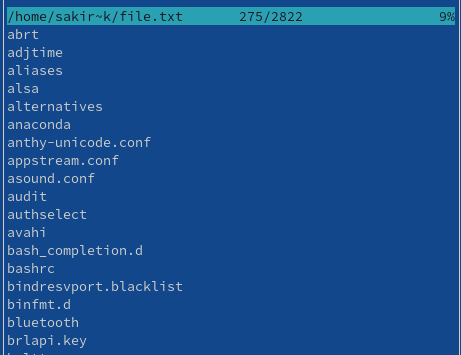 /home/sakir~k/file.txt 275/2822 9%
abrt
adjtime
aliases
alsa
alternatives
anaconda
anthy-unicode.conf
appstream.conf
asound.conf
audit
authselect
avahi
bash_completion.d
bashrc
bindresvport.blacklist
binfmt.d
bluetooth
brlapi.key